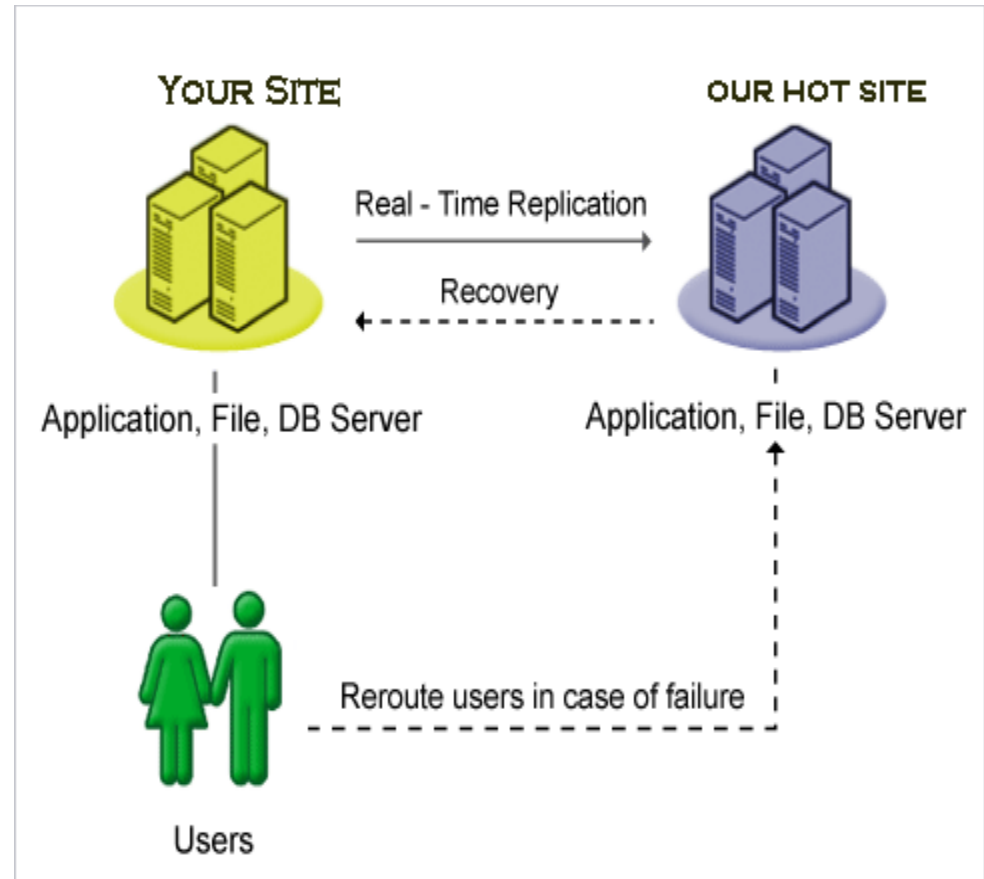 YOUR SITE
OUR HOT SITE
Real - Time Replication
Recovery
Application, File, DB Server
Application, File, DB Server
Reroute users in case of failure
Users